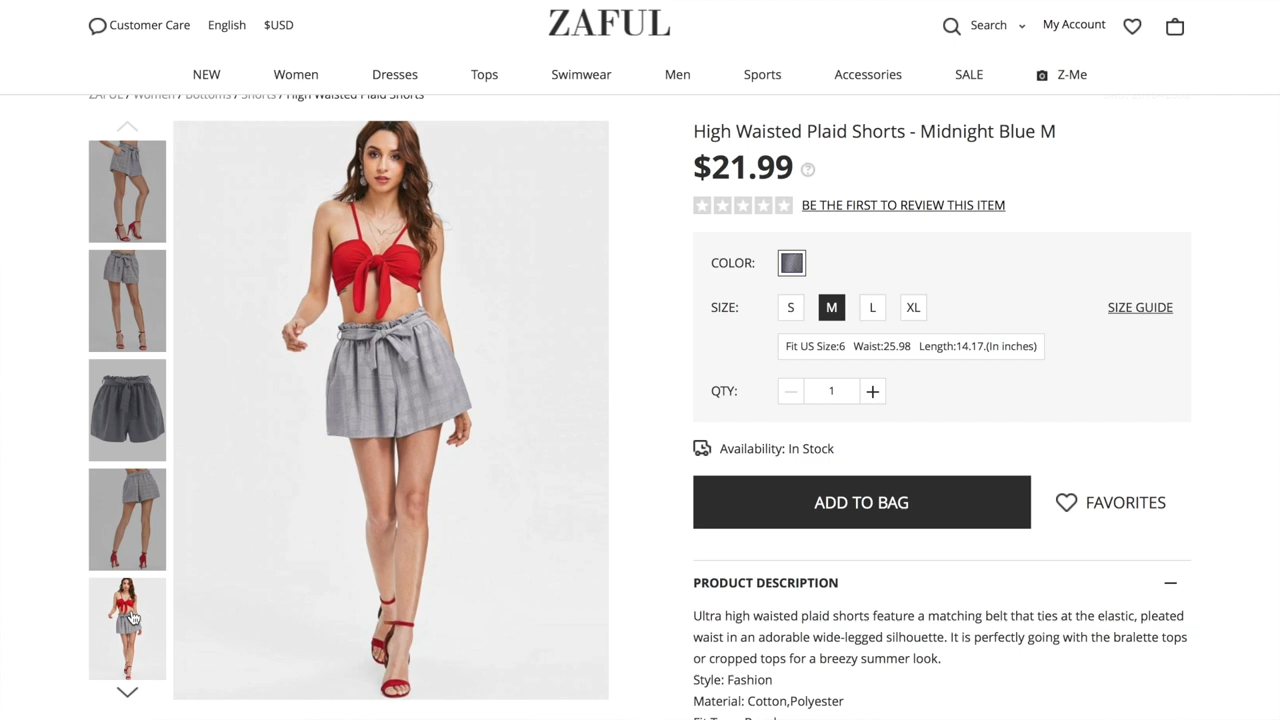 Customer Care English $USD
ZAFUL
Search My Account
NEW Women Dresses Tops Swimwear Men Sports Accessories SALE Z-Me
ZAFUL / Women / Bottoms / Shorts / High Waisted Plaid Shorts
High Waisted Plaid Shorts - Midnight Blue M
$21.99 ?
BE THE FIRST TO REVIEW THIS ITEM
COLOR:
SIZE: S M L XL SIZE GUIDE
Fit US Size:6 Waist:25.98 Length:14.17.(In inches)
QTY: 1
Availability: In Stock
ADD TO BAG FAVORITES
PRODUCT DESCRIPTION
Ultra high waisted plaid shorts feature a matching belt that ties at the elastic, pleated
waist in an adorable wide-legged silhouette. It is perfectly going with the bralette tops
or cropped tops for a breezy summer look.
Style: Fashion
Material: Cotton,Polyester